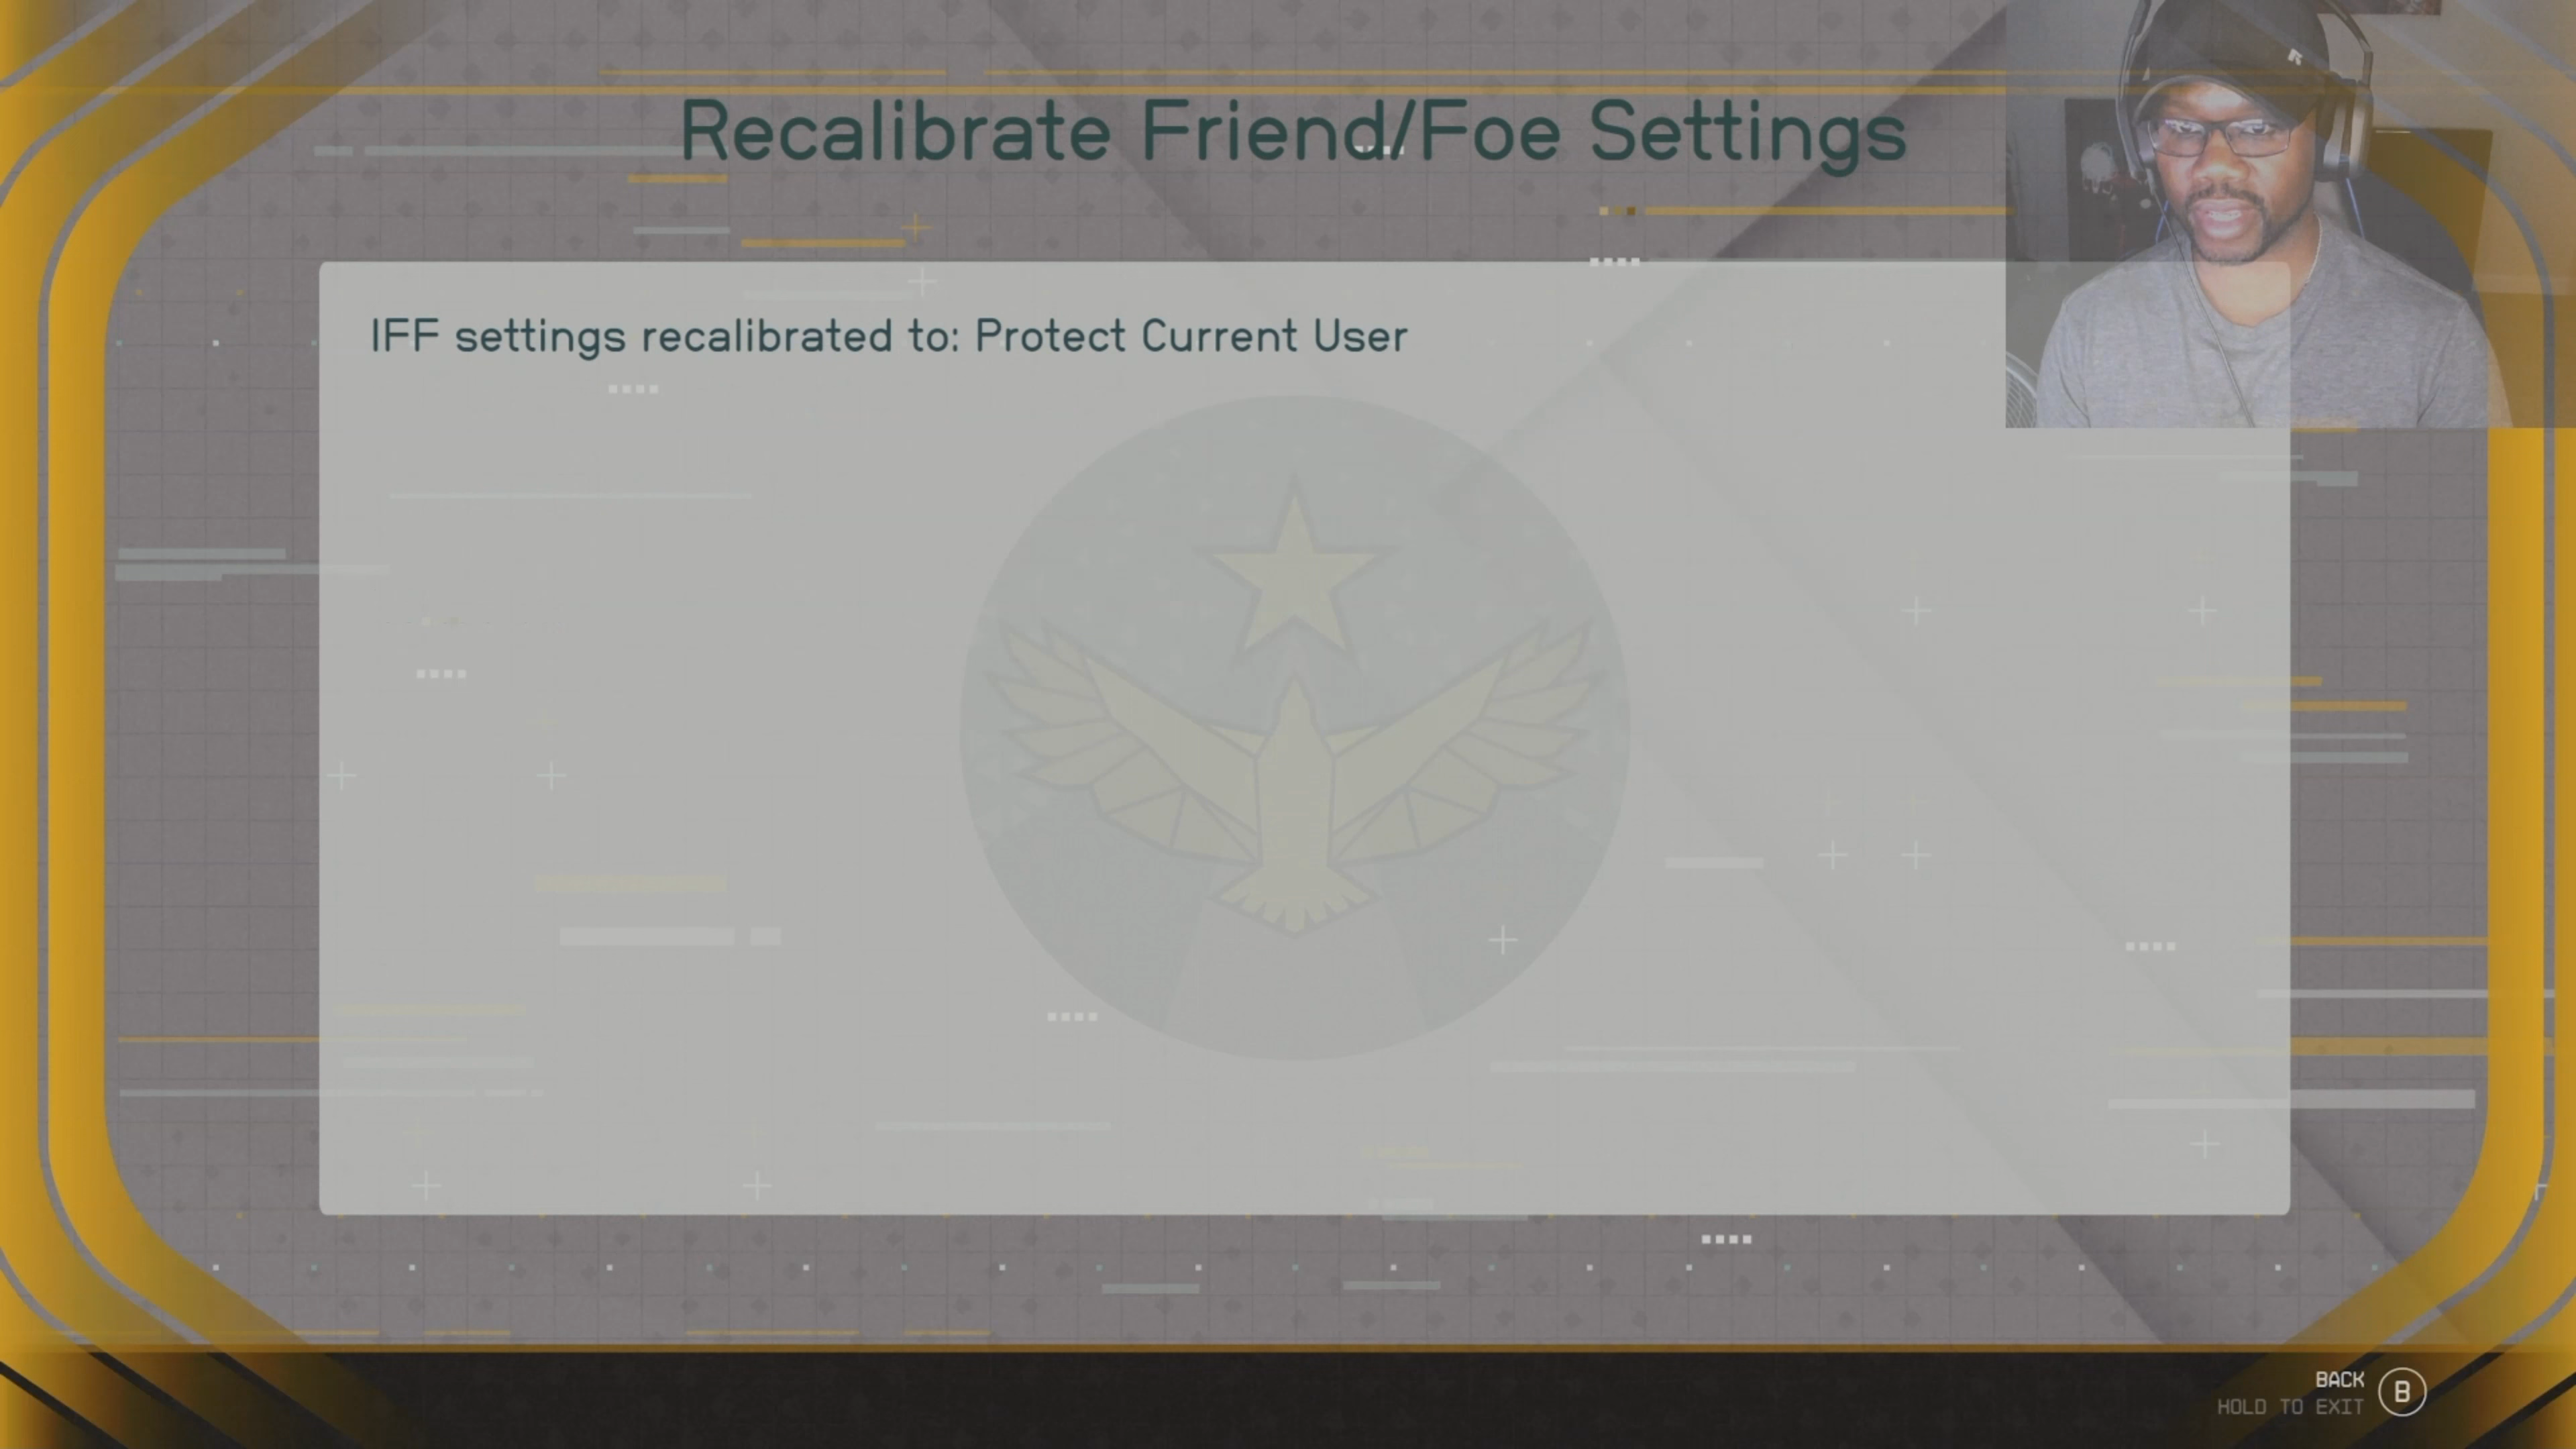 Recalibrate Friend/Foe Settings
IFF settings recalibrated to: Protect Current User
BACK
B
HOLD TO EXIT